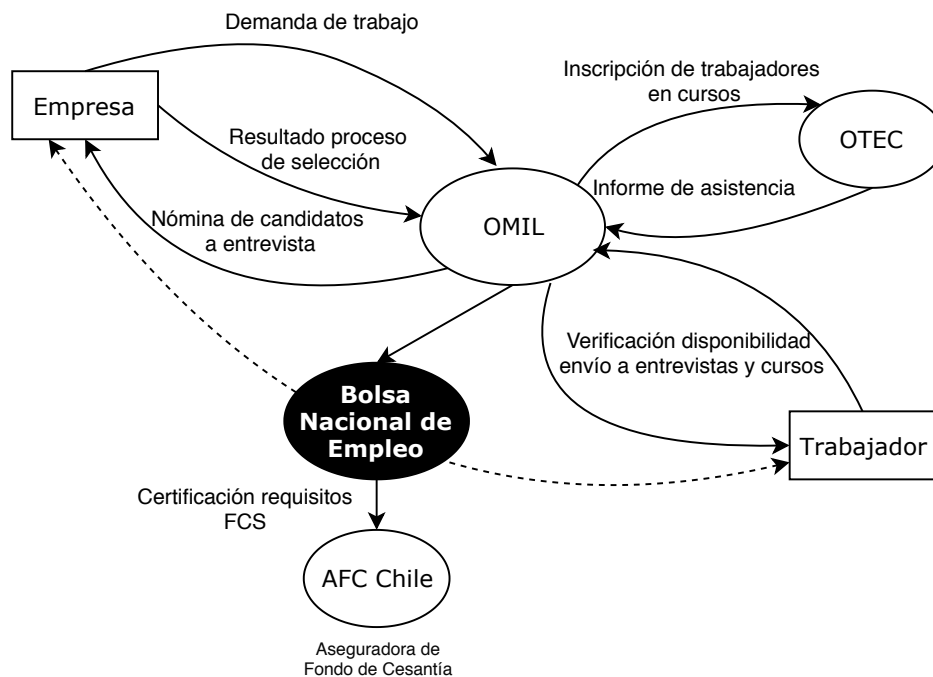 Demanda de trabajo
Empresa
Resultado proceso
de selección
Nómina de candidatos
a entrevista
Inscripción de trabajadores
en cursos
OTEC
Informe de asistencia
OMIL
Verificación disponibilidad
envío a entrevistas y cursos
Bolsa
Nacional de
Empleo
Trabajador
Certificación requisitos
FCS
AFC Chile
Aseguradora de
Fondo de Cesantía